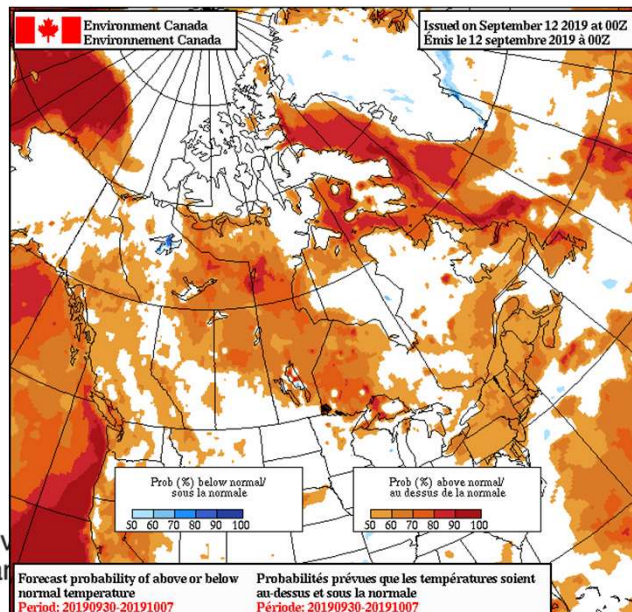 Environment Canada
Environnement Canada
Issued on September 12 2019 at 00Z
Émis le 12 septembre 2019 à 00Z
Prob (%) below normal/
sous la normale
50 60 70 80 90 100
Prob (%) above normal/
au dessus de la normale
50 60 70 80 90 100
Forecast probability of above or below
normal temperature
Period: 20190930-20191007
Probabilités prévues que les températures soient
au-dessus et sous la normale
Période: 20190930-20191007